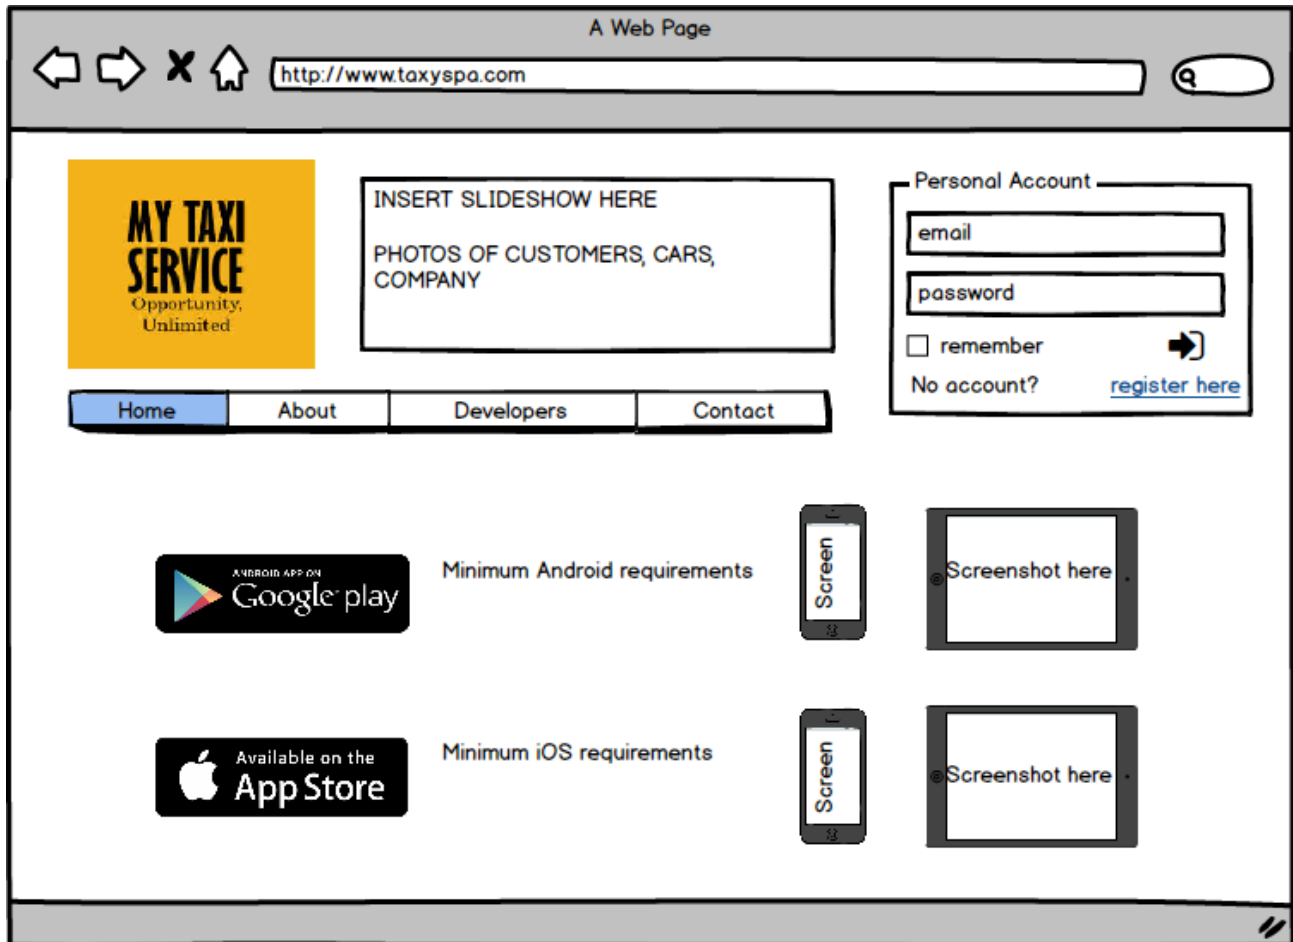 A Web Page
http://www.taxyspa.com
MY TAXI
SERVICE
Opportunity,
Unlimited
INSERT SLIDESHOW HERE
PHOTOS OF CUSTOMERS, CARS,
COMPANY
Personal Account
email
password
remember
No account? register here
Home About Developers Contact
ANDROID APP ON
Google play
Minimum Android requirements
Screen
Screenshot here
Available on the
App Store
Minimum iOS requirements
Screen
Screenshot here